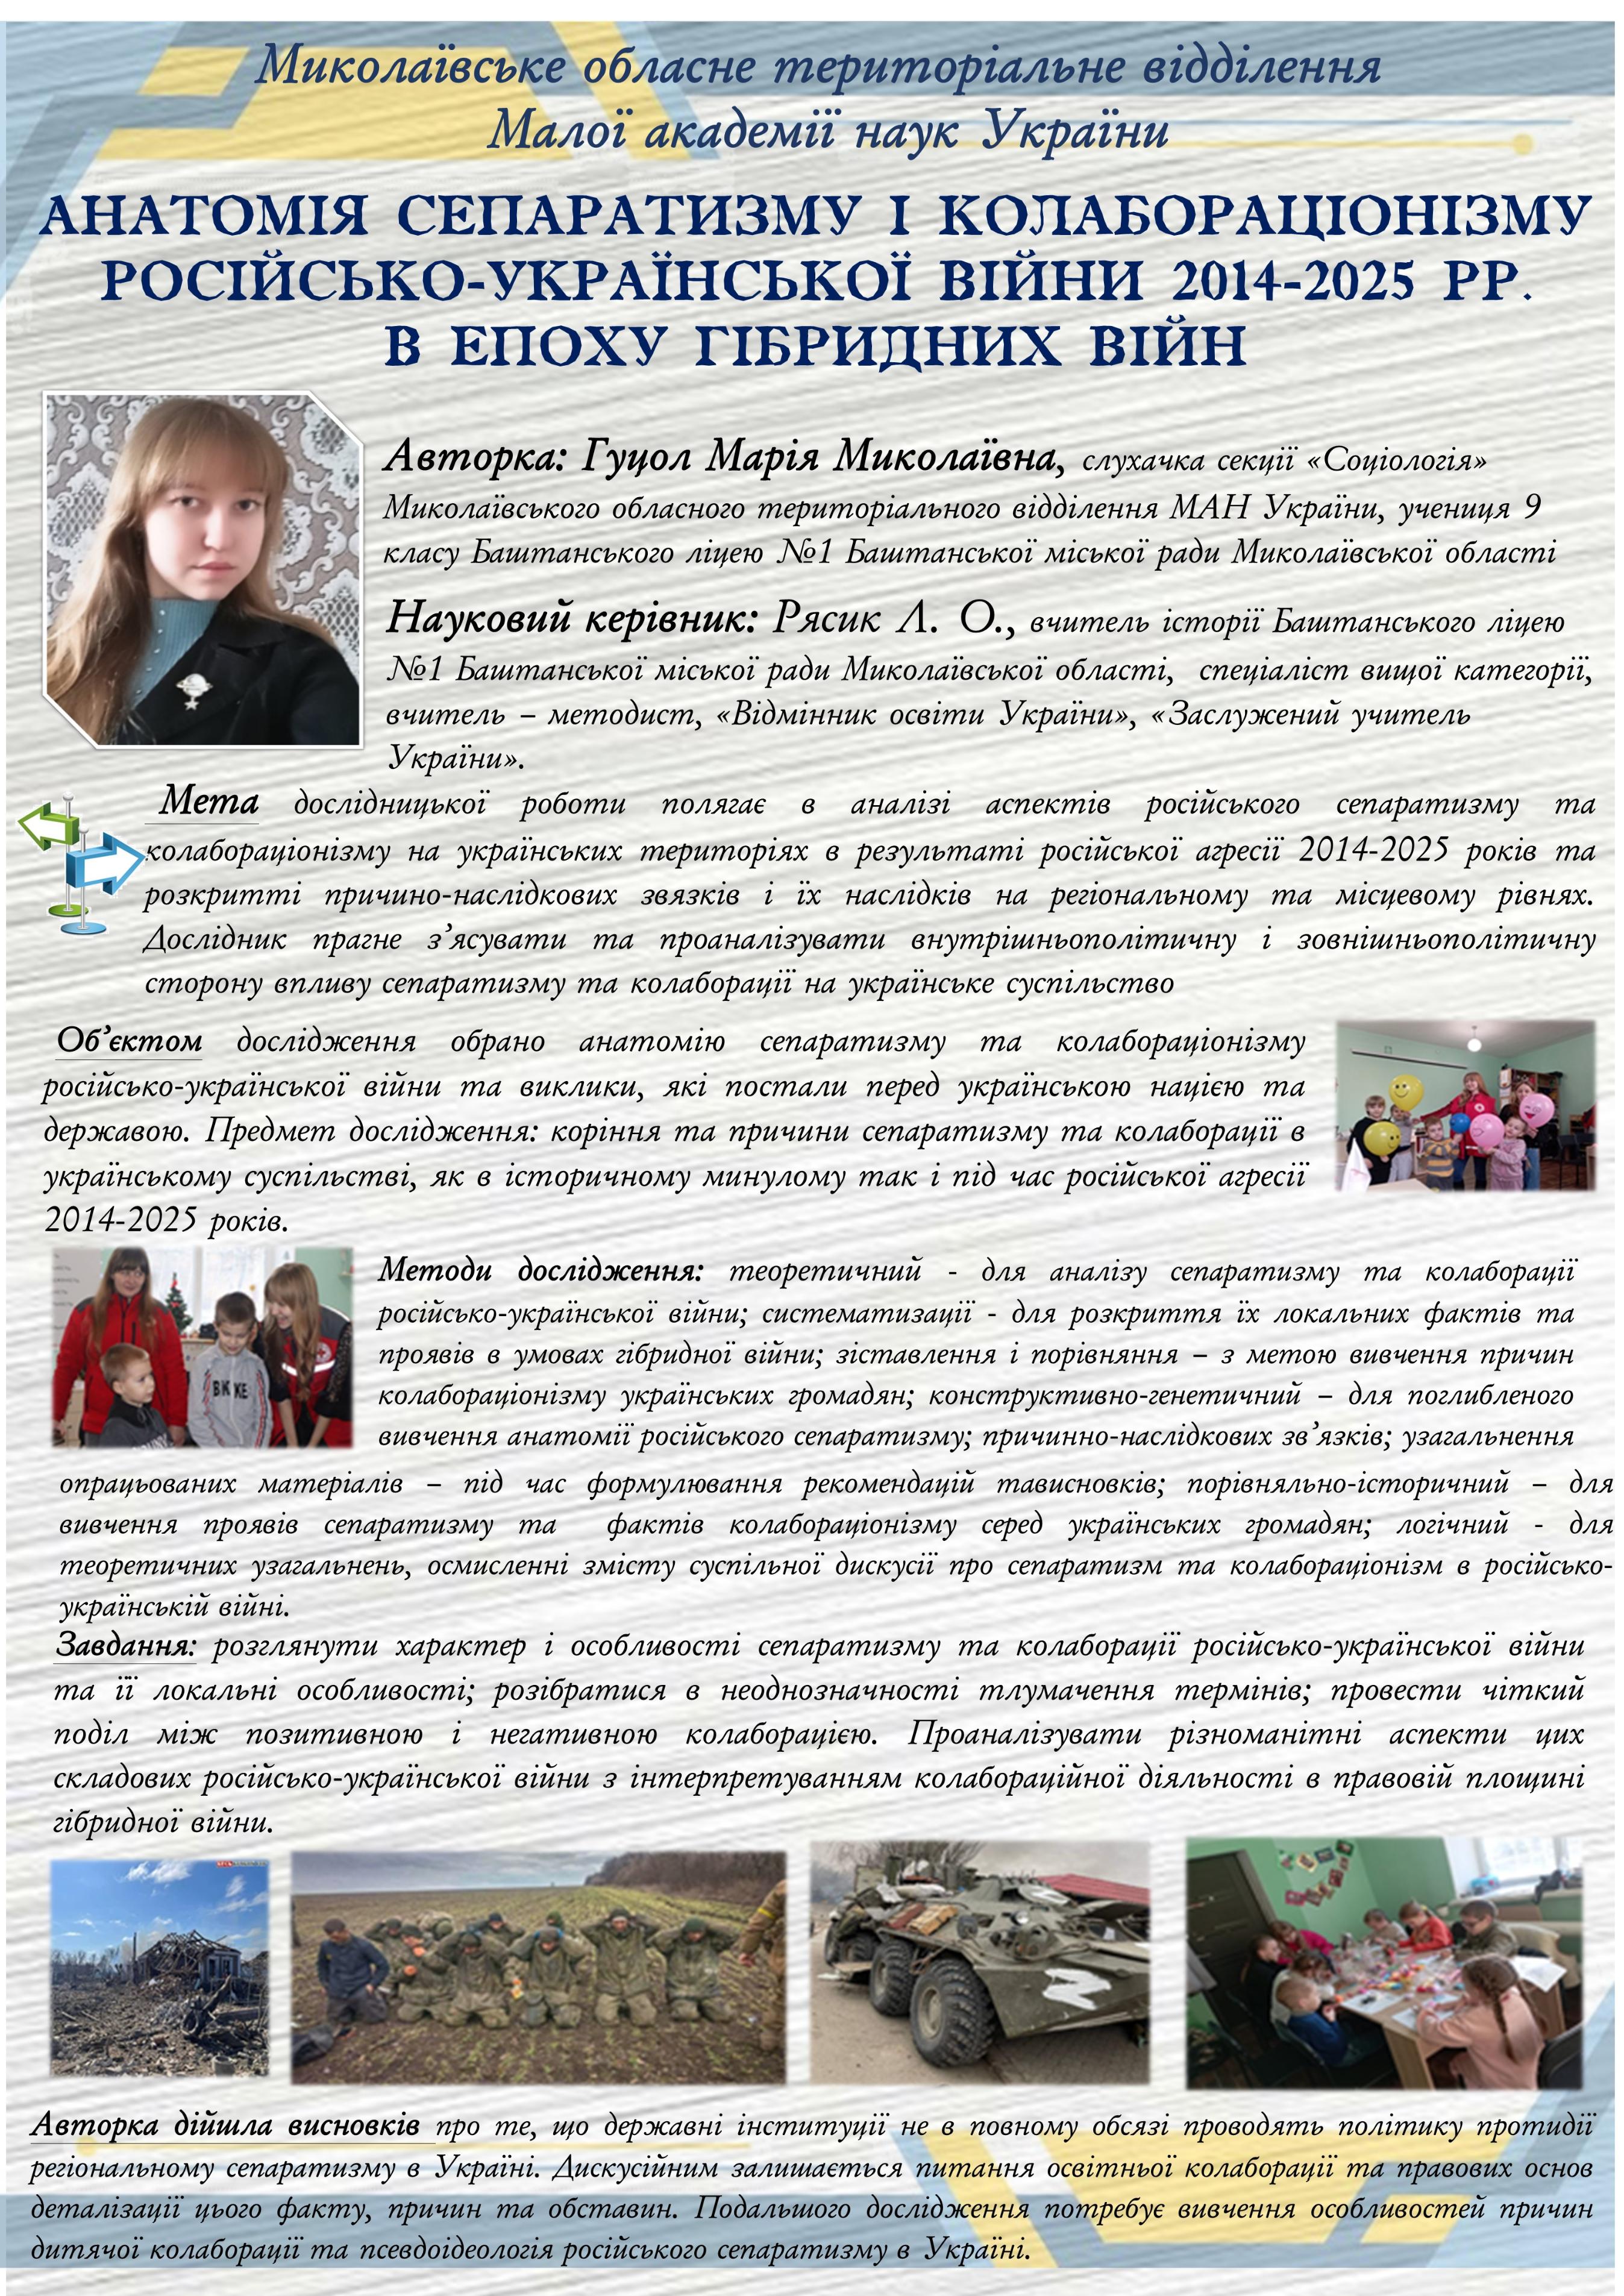 Миколаївське обласне територіальне відділення
Малої академії наук України
АНАТОМІЯ СЕПАРАТИЗМУ І КОЛАБОРАЦІОНІЗМУ
РОСІЙСЬКО-УКРАЇНСЬКОЇ ВІЙНИ 2014-2025 РР.
В ЕПОХУ ГІБРИДНИХ ВІЙН
Авторка: Гуцол Марія Миколаївна, слухачка секції «Соціологія»
Миколаївського обласного територіального відділення МАН України, учениця 9
класу Баштанського ліцею №1 Баштанської міської ради Миколаївської області
Науковий керівник: Рясик Л. О., вчитель історії Баштанського ліцею
№1 Баштанської міської ради Миколаївської області, спеціаліст вищої категорії,
вчитель – методист, «Відмінник освіти України», «Заслужений учитель
України».
Мета дослідницької роботи полягає в аналізі аспектів російського сепаратизму та
колабораціонізму на українських територіях в результаті російської агресії 2014-2025 років та
розкритті причино-наслідкових звязків і їх наслідків на регіональному та місцевому рівнях.
Дослідник прагне з’ясувати та проаналізувати внутрішньополітичну і зовнішньополітичну
сторону впливу сепаратизму та колаборації на українське суспільство
Об’єктом дослідження обрано анатомію сепаратизму та колабораціонізму
російсько-української війни та виклики, які постали перед українською нацією та
державою. Предмет дослідження: коріння та причини сепаратизму та колаборації в
українському суспільстві, як в історичному минулому так і під час російської агресії
2014-2025 років.
Методи дослідження: теоретичний - для аналізу сепаратизму та колаборації
російсько-української війни; систематизації - для розкриття їх локальних фактів та
проявів в умовах гібридної війни; зіставлення і порівняння – з метою вивчення причин
колабораціонізму українських громадян; конструктивно-генетичний – для поглибленого
вивчення анатомії російського сепаратизму; причинно-наслідкових зв’язків; узагальнення
опрацьованих матеріалів – під час формулювання рекомендацій тависновків; порівняльно-історичний – для
вивчення проявів сепаратизму та фактів колабораціонізму серед українських громадян; логічний - для
теоретичних узагальнень, осмисленні змісту суспільної дискусії про сепаратизм та колабораціонізм в російсько-
українській війні.
Завдання: розглянути характер і особливості сепаратизму та колаборації російсько-української війни
та її локальні особливості; розібратися в неоднозначності тлумачення термінів; провести чіткий
поділ між позитивною і негативною колаборацією. Проаналізувати різноманітні аспекти цих
складових російсько-української війни з інтерпретуванням колабораційної діяльності в правовій площині
гібридної війни.
Авторка дійшла висновків про те, що державні інституції не в повному обсязі проводять політику протидії
регіональному сепаратизму в Україні. Дискусійним залишається питання освітньої колаборації та правових основ
деталізації цього факту, причин та обставин. Подальшого дослідження потребує вивчення особливостей причин
дитячої колаборації та псевдоідеологія російського сепаратизму в Україні.